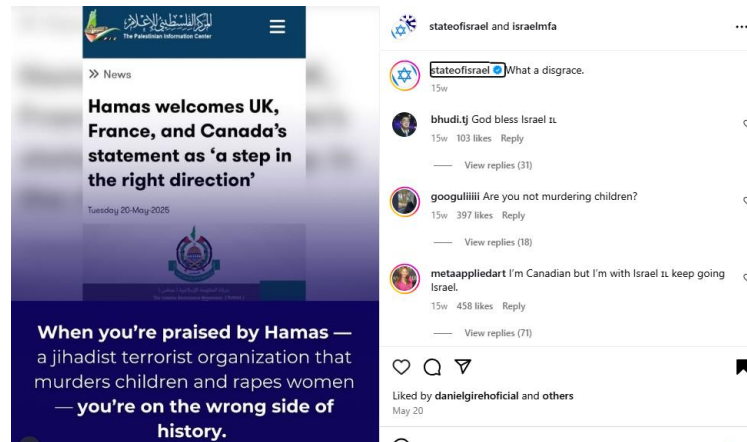 المركز الفلسطيني للإعلام
The Palestinian Information Center
>> News
Hamas welcomes UK,
France, and Canada's
statement as ‘a step in
the right direction’
Tuesday 20-May-2025
When you're praised by Hamas —
a jihadist terrorist organization that
murders children and rapes women
— you're on the wrong side of
history.
stateofisrael and israelmfa
...
stateofisrael What a disgrace.
15w
bhudi.tj God bless Israel IL
15w 103 likes Reply
View replies (31)
googuliiiii Are you not murdering children?
15w 397 likes Reply
View replies (18)
metaappliedart I'm Canadian but I'm with Israel IL keep going
Israel.
15w 458 likes Reply
View replies (71)
Liked by danielgirehoficial and others
May 20